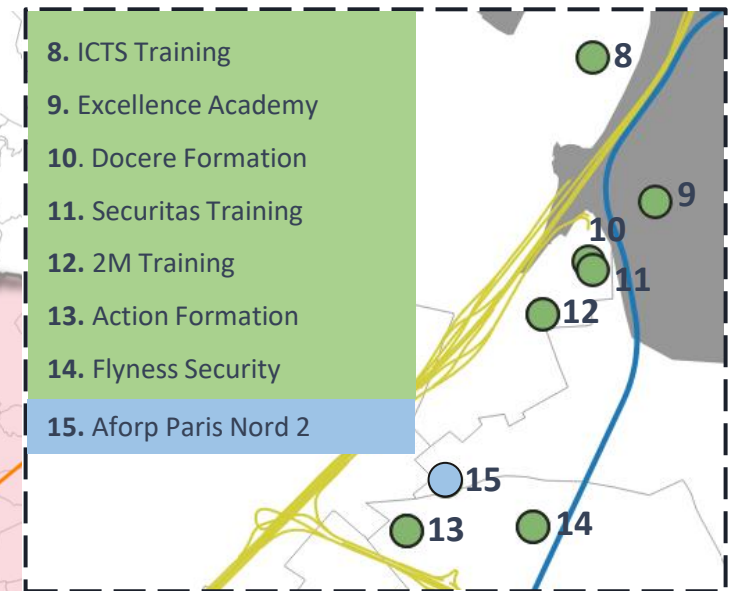 8. ICTS Training
9. Excellence Academy
10. Docere Formation
11. Securitas Training
12. 2M Training
13. Action Formation
14. Flyness Security
15. Aforp Paris Nord 2
8
9
10
11
12
15
13
14